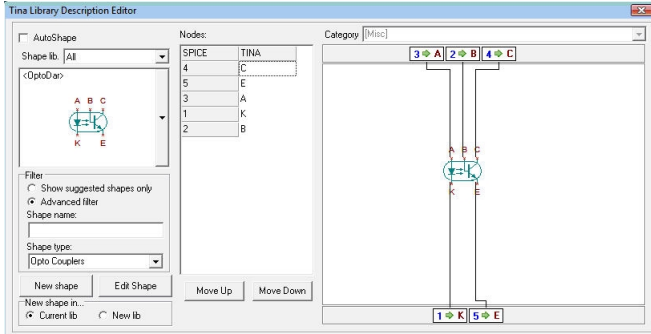 Tina Library Description Editor
AutoShape
Shape lib. All
<OptoDar>
A B C
K E
Filter
Show suggested shapes only
Advanced filter
Shape name:
Shape type:
Opto Couplers
New shape Edit Shape
New shape in...
Current lib New lib
Nodes:
SPICE TINA
4 C
5 E
3 A
1 K
2 B
Move Up Move Down
Category [Misc]
3 ⇒ A 2 ⇒ B 4 ⇒ C
A B C
K E
1 ⇒ K 5 ⇒ E